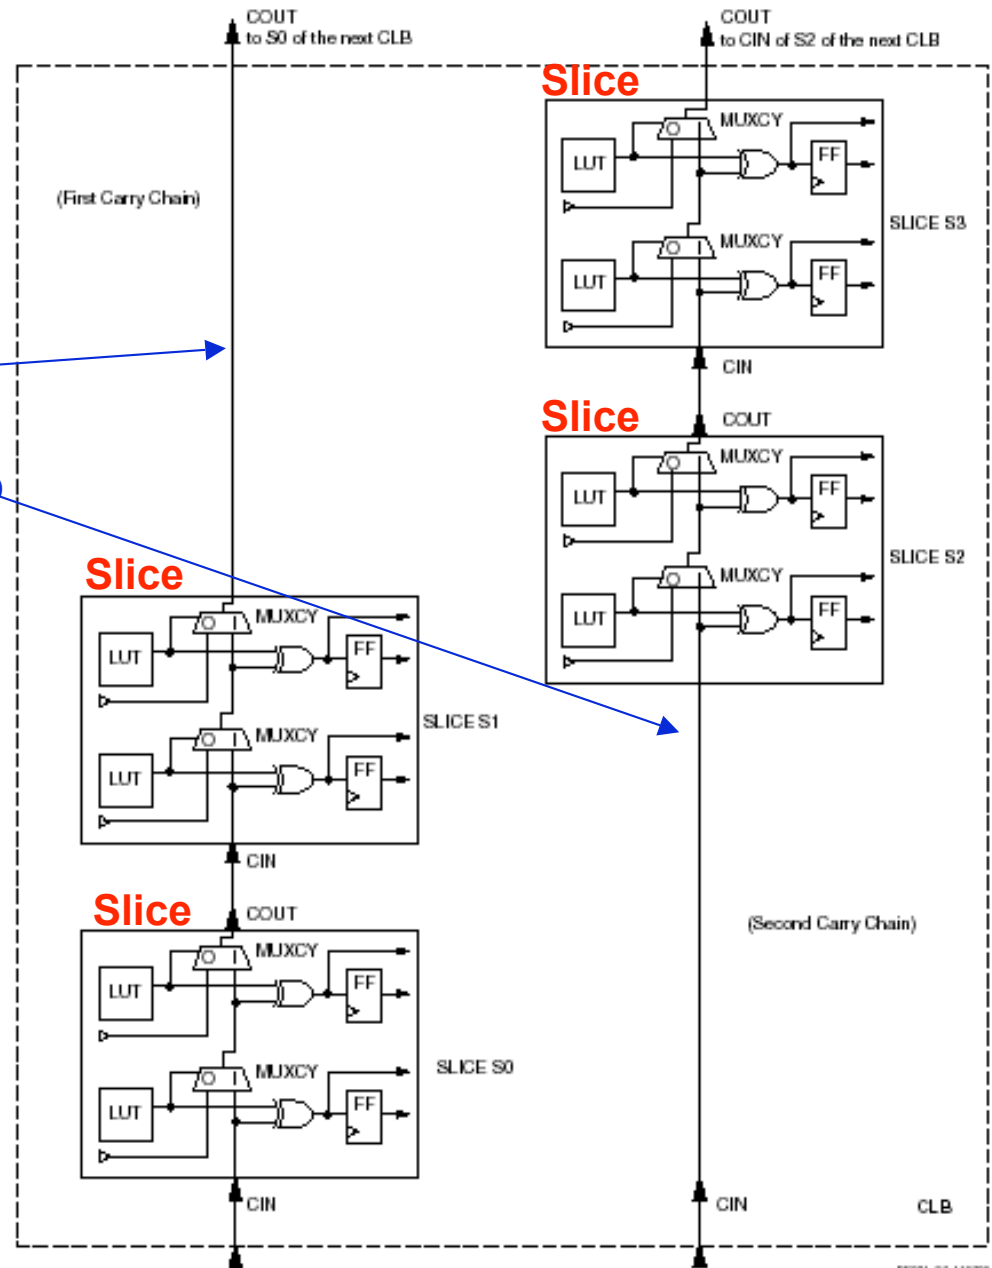 COUT
to S0 of the next CLB
COUT
to CIN of S2 of the next CLB
Slice
MUXCY
LUT
FF
(First Carry Chain)
SLICE S3
MUXCY
LUT
FF
CIN
Slice
COUT
MUXCY
LUT
FF
SLICE S2
MUXCY
LUT
FF
Slice
MUXCY
LUT
FF
SLICE S1
MUXCY
LUT
FF
CIN
Slice
COUT
(Second Carry Chain)
MUXCY
LUT
FF
SLICE S0
MUXCY
LUT
FF
CIN
CIN
CLB